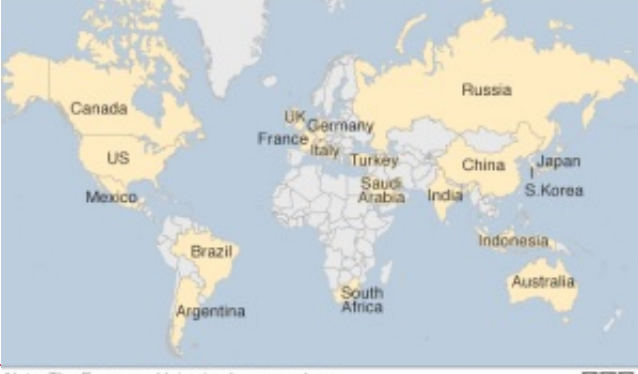 Canada
US
Mexico
Brazil
Argentina
UK
Germany
France
Italy
Turkey
Saudi
Arabia
South
Africa
Russia
China
Japan
S.Korea
India
Indonesia
Australia